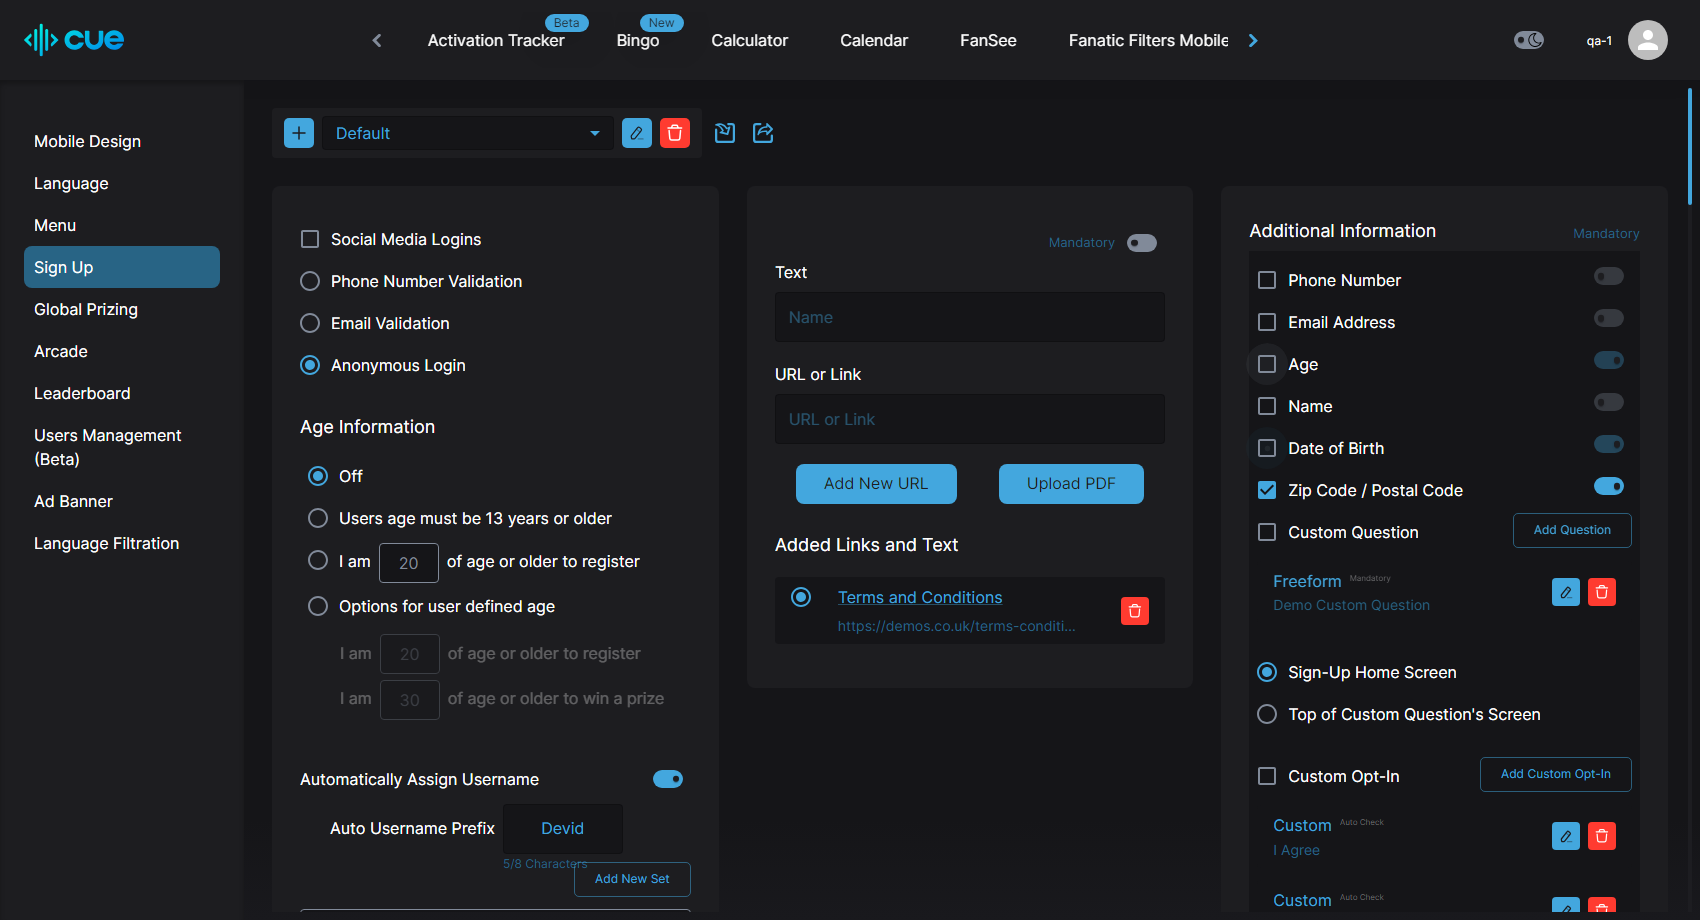 cue
Activation Tracker
Beta
Bingo
New
Calculator
Calendar
FanSee
Fanatic Filters Mobile
qa-1
Mobile Design
Language
Menu
Sign Up
Global Prizing
Arcade
Leaderboard
Users Management
(Beta)
Ad Banner
Language Filtration
Default
Social Media Logins
Phone Number Validation
Email Validation
Anonymous Login
Age Information
Off
Users age must be 13 years or older
I am 20 of age or older to register
Options for user defined age
I am 20 of age or older to register
I am 30 of age or older to win a prize
Automatically Assign Username
Auto Username Prefix Devid
5/8 Characters
Add New Set
Mandatory
Text
Name
URL or Link
URL or Link
Add New URL
Upload PDF
Added Links and Text
Terms and Conditions
https://demos.co.uk/terms-conditi...
Additional Information
Mandatory
Phone Number
Email Address
Age
Name
Date of Birth
Zip Code / Postal Code
Custom Question
Add Question
Freeform Mandatory
Demo Custom Question
Sign-Up Home Screen
Top of Custom Question's Screen
Custom Opt-In
Add Custom Opt-In
Custom Auto Check
I Agree
Custom Auto Check